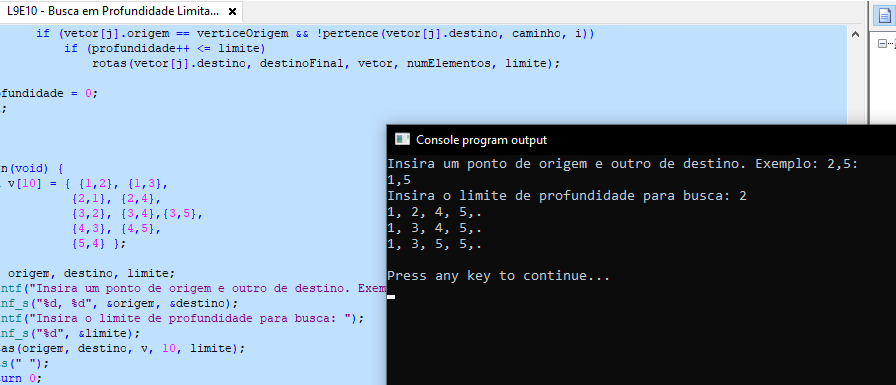 L9E10 - Busca em Profundidade Limita...
if (vetor[j].origem == verticeOrigem && !pertence(vetor[j].destino, caminho, i))
if (profundidade++ <= limite)
rotas(vetor[j].destino, destinoFinal, vetor, numElementos, limite);
ofundidade = 0;
;
n(void) {
v[10] = { {1,2}, {1,3},
{2,1}, {2,4},
{3,2}, {3,4},{3,5},
{4,3}, {4,5},
{5,4} };
origem, destino, limite;
ntf("Insira um ponto de origem e outro de destino. Exem
nf_s("%d, %d", &origem, &destino);
ntf("Insira o limite de profundidade para busca: ");
nf_s("%d", &limite);
as(origem, destino, v, 10, limite);
s(" ");
urn 0;
Console program output
Insira um ponto de origem e outro de destino. Exemplo: 2,5:
1,5
Insira o limite de profundidade para busca: 2
1, 2, 4, 5,.
1, 3, 4, 5,.
1, 3, 5, 5,.
Press any key to continue...